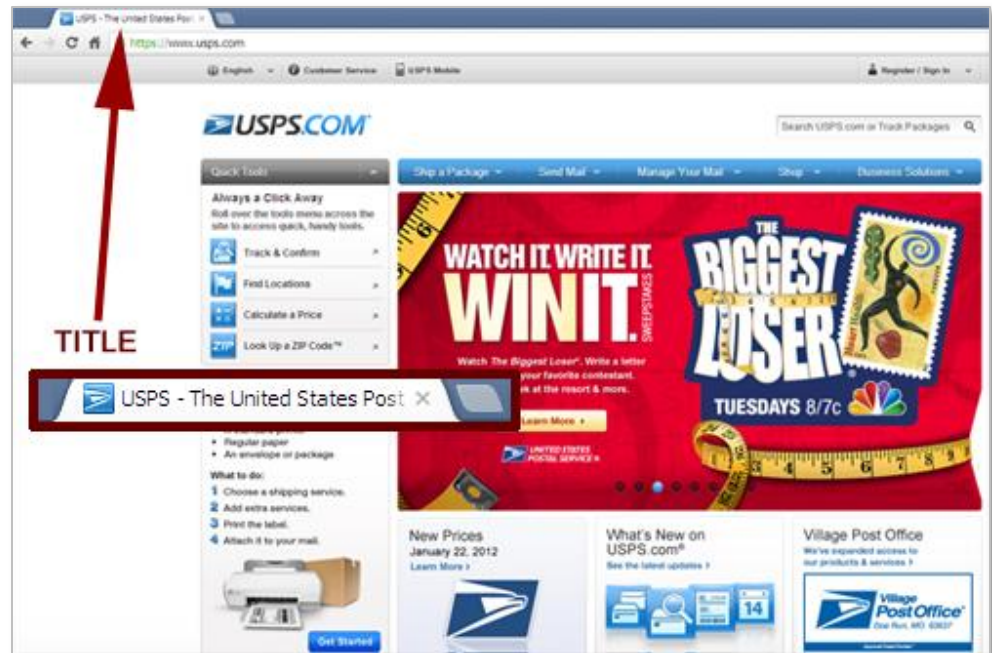 USPS - The United States Post
https://www.usps.com
English
Customer Service
USPS Mobile
Register / Sign In
USPS.COM
Search USPS.com or Track Packages
Quick Tools
Ship a Package
Send Mail
Manage Your Mail
Shop
Business Solutions
Always a Click Away
Roll over the tools menu across the
site to access quick, handy tools.
Track & Confirm
Find Locations
Calculate a Price
ZIP Look Up a ZIP Code™
TITLE
USPS - The United States Post
WATCH IT. WRITE IT.
WIN IT.
SWEEPSTAKES
Watch The Biggest Loser®. Write a letter
your favorite contestant.
at the resort & more.
Learn More
UNITED STATES
POSTAL SERVICE
THE
BIGGEST
LOSER
TUESDAYS 8/7c
Regular paper
An envelope or package
What to do:
1 Choose a shipping service.
2 Add extra services.
3 Print the label.
4 Attach it to your mail.
Get Started
New Prices
January 22, 2012
Learn More ›
What's New on
USPS.com®
See the latest updates ›
14
Village Post Office
We've expanded access to
our products & services ›
Village
Post Office